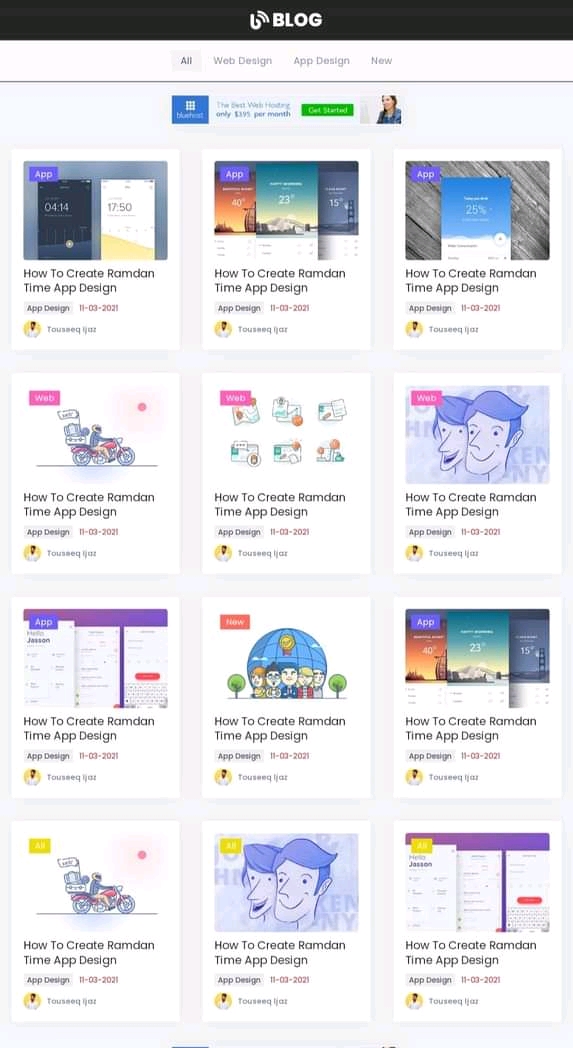 BLOG
All Web Design App Design New
bluehost
The Best Web Hosting
only $395 per month
Get Started
App
04:14
17:50
How To Create Ramdan
Time App Design
App Design 11-03-2021
Touseeq Ijaz
App
BEAUTIFUL SUNSET
HAPPY MORNING
40°
23°
15°
How To Create Ramdan
Time App Design
App Design 11-03-2021
Touseeq Ijaz
App
25%
How To Create Ramdan
Time App Design
App Design 11-03-2021
Touseeq Ijaz
Web
How To Create Ramdan
Time App Design
App Design 11-03-2021
Touseeq Ijaz
Web
How To Create Ramdan
Time App Design
App Design 11-03-2021
Touseeq Ijaz
Web
How To Create Ramdan
Time App Design
App Design 11-03-2021
Touseeq Ijaz
App
Hello
Jasson
How To Create Ramdan
Time App Design
App Design 11-03-2021
Touseeq Ijaz
New
How To Create Ramdan
Time App Design
App Design 11-03-2021
Touseeq Ijaz
App
BEAUTIFUL SUNSET
HAPPY MORNING
40°
23°
15°
How To Create Ramdan
Time App Design
App Design 11-03-2021
Touseeq Ijaz
All
How To Create Ramdan
Time App Design
App Design 11-03-2021
Touseeq Ijaz
All
How To Create Ramdan
Time App Design
App Design 11-03-2021
Touseeq Ijaz
All
Hello
Jasson
How To Create Ramdan
Time App Design
App Design 11-03-2021
Touseeq Ijaz